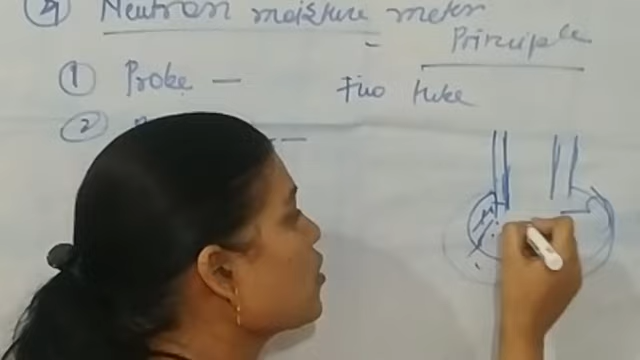 ④ Neutron moisture meter
- Principle
① Probe —
Two tube
② —